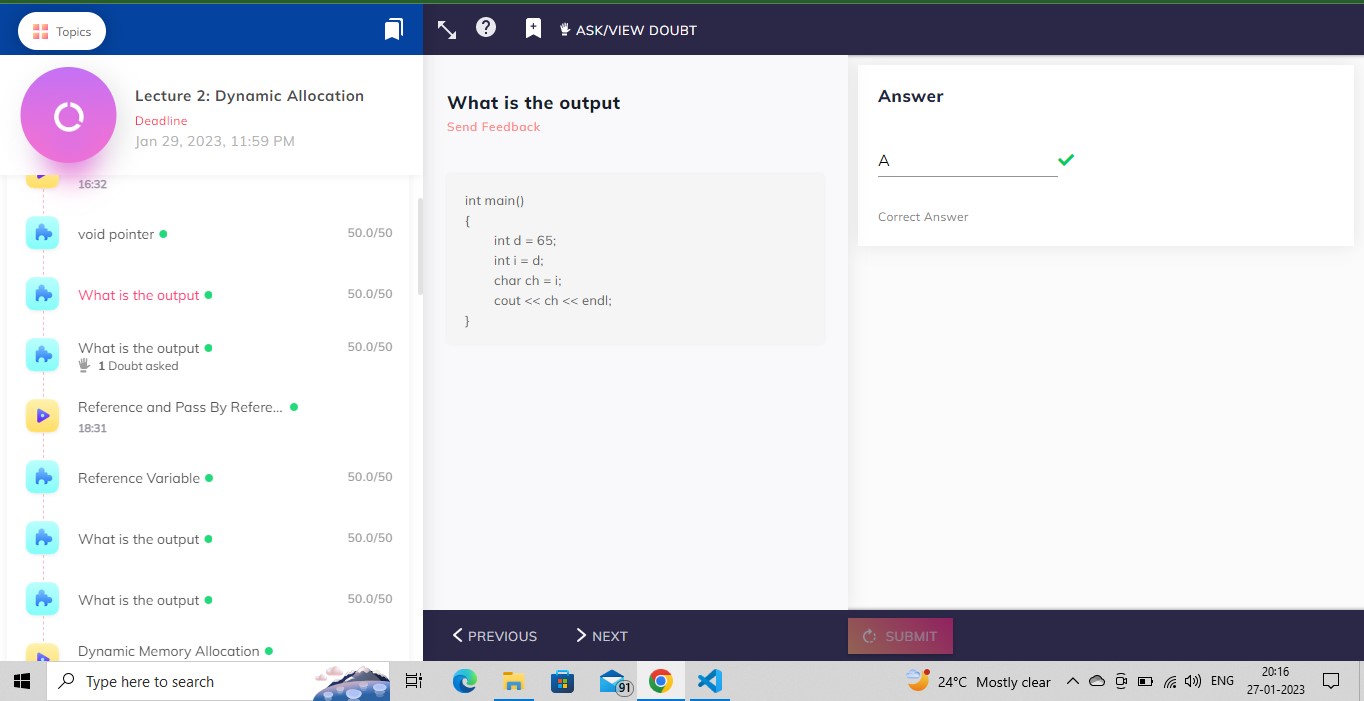 Topics
ASK/VIEW DOUBT
Lecture 2: Dynamic Allocation
Deadline
Jan 29, 2023, 11:59 PM
16:32
void pointer 50.0/50
What is the output 50.0/50
What is the output 50.0/50
1 Doubt asked
Reference and Pass By Refere...
18:31
Reference Variable 50.0/50
What is the output 50.0/50
What is the output 50.0/50
Dynamic Memory Allocation
What is the output
Send Feedback
int main()
{
int d = 65;
int i = d;
char ch = i;
cout << ch << endl;
}
Answer
A
Correct Answer
PREVIOUS
NEXT
SUBMIT
Type here to search
91
24°C Mostly clear
ENG
20:16
27-01-2023